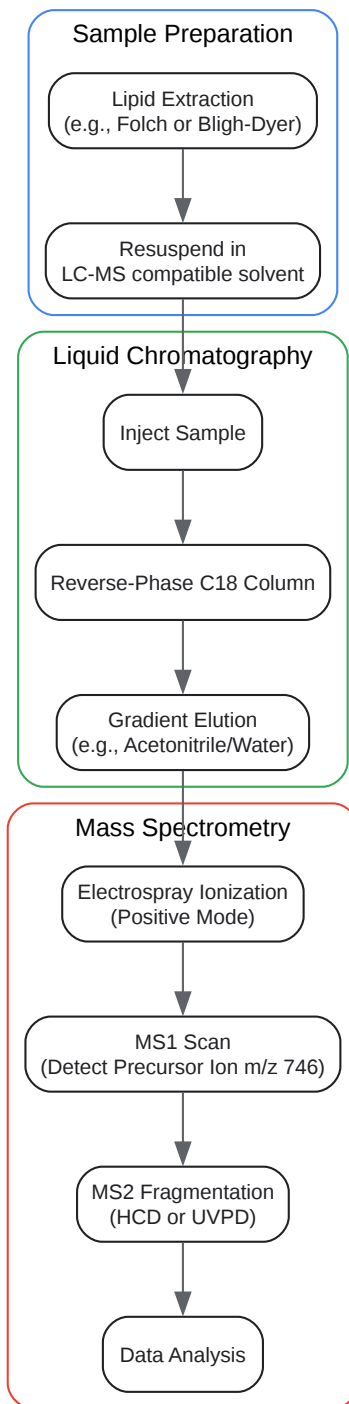 Sample Preparation
Lipid Extraction
(e.g., Folch or Bligh-Dyer)
Resuspend in
LC-MS compatible solvent
Liquid Chromatography
Inject Sample
Reverse-Phase C18 Column
Gradient Elution
(e.g., Acetonitrile/Water)
Mass Spectrometry
Electrospray Ionization
(Positive Mode)
MS1 Scan
(Detect Precursor Ion m/z 746)
MS2 Fragmentation
(HCD or UVPD)
Data Analysis